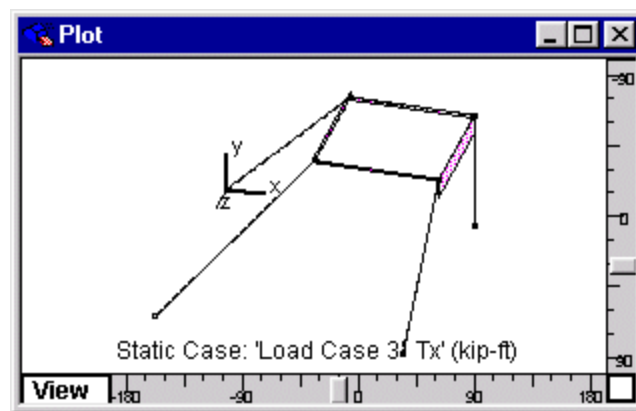 Plot
-90
y
x
z
0
Static Case: 'Load Case 3: Tx' (kip-ft)
90
View -180 -90 0 90 180